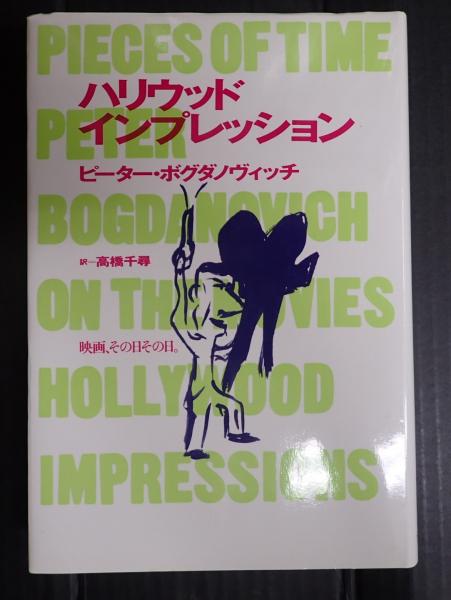 PIECES OF TIME
ハリウッド
インプレッション
PETER
ピーター・ボグダノヴィッチ
BOGDANOVICH
訳―高橋千尋
ON THE MOVIES
映画、その日その日。
HOLLYWOOD
IMPRESSIONS